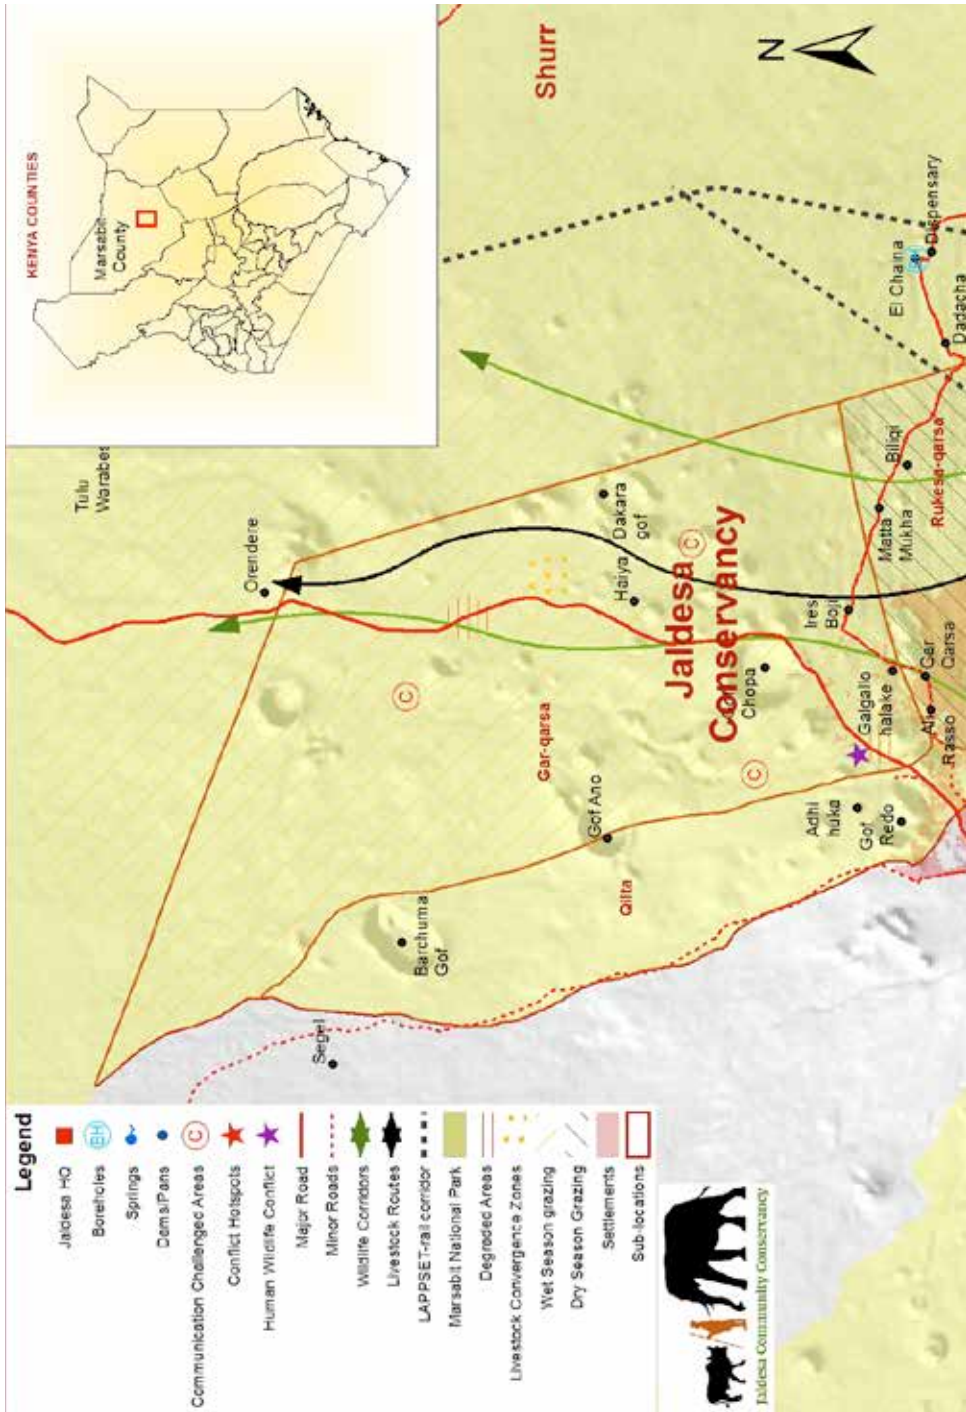 KENYA COUNTIES
Marsabit
County
N
Shurr
Tulu
Warabes
Orendere
Dakara
gof
Haiya
Jaldesa
Conservancy
C
C
C
Chopa
Gar-qarsa
Gof Ano
Qilta
Barchuma
Gof
Segel
El Chaina
BH
Dispensary
Dadacha
Biliqi
Rukesa-qarsa
Matta
Mukha
Ires
Boji
Gar
Qarsa
Galgallo
halake
Ali
Rasso
Adhi
huka
Gof
Redo
Legend
Jaldesa HQ
BH
Boreholes
Springs
Dams/Pans
C
Communication Challenged Areas
Conflict Hotspots
Human Wildlife Conflict
Major Road
Minor Roads
Wildlife Corridors
Livestock Routes
LAPPSET-rail corridor
Marsabit National Park
Degraded Areas
Livestock Convergence Zones
Wet Season grazing
Dry Season Grazing
Settlements
Sub-locations
Jaldesa Community Conservancy